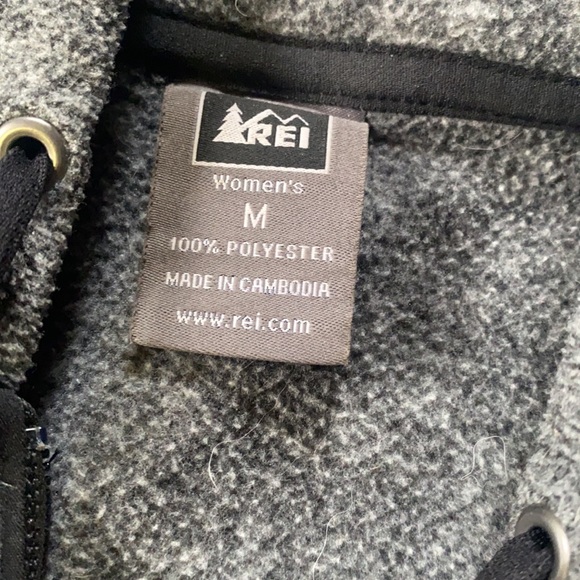 REI
Women's
M
100% POLYESTER
MADE IN CAMBODIA
www.rei.com